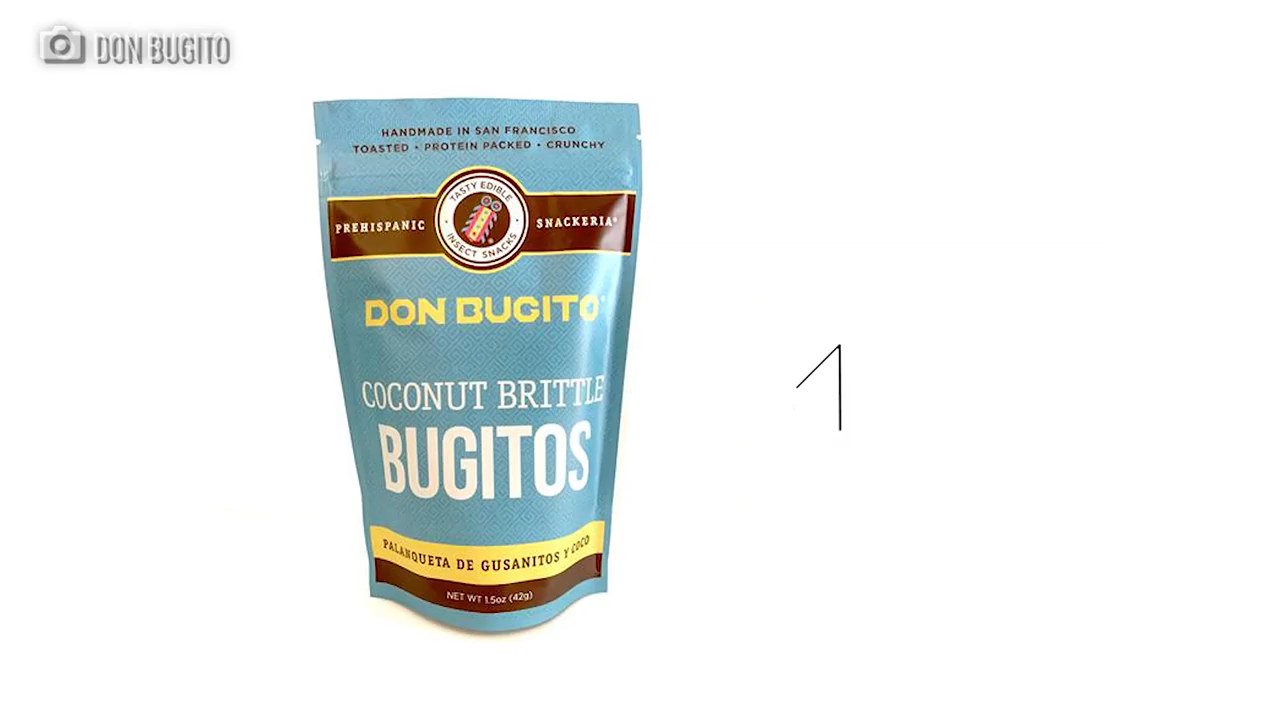 DON BUGITO
HANDMADE IN SAN FRANCISCO
TOASTED • PROTEIN PACKED • CRUNCHY
TASTY EDIBLE
PREHISPANIC
SNACKERIA®
INSECT SNACKS
DON BUGITO®
COCONUT BRITTLE
BUGITOS
PALANQUETA DE GUSANITOS Y COCO
NET WT 1.5oz (42g)
1